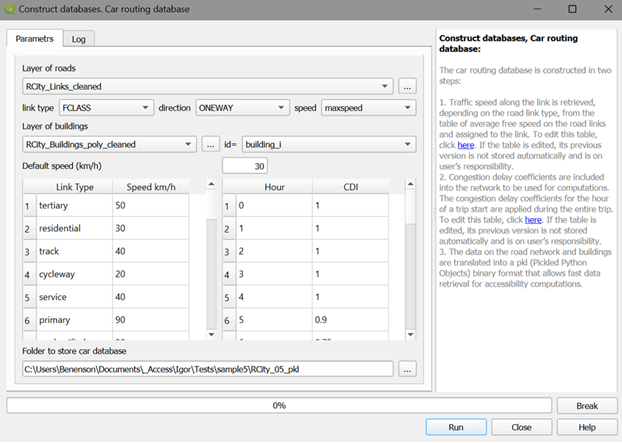 Construct databases. Car routing database
Parametrs
Log
Layer of roads
RCity_Links_cleaned
...
link type FCLASS direction ONEWAY speed maxspeed
Layer of buildings
RCity_Buildings_poly_cleaned ... id= building_i
Default speed (km/h) 30
Link Type Speed km/h
1 tertiary 50
2 residential 30
3 track 40
4 cycleway 20
5 service 40
6 primary 90
Hour CDI
1 0 1
2 1 1
3 2 1
4 3 1
5 4 1
6 5 0.9
Folder to store car database
C:\Users\Benenson\Documents\_Access\Igor\Tests\sample5\RCity_05_pkl
...
Construct databases, Car routing
database:
The car routing database is constructed in two
steps:
1. Traffic speed along the link is retrieved,
depending on the road link type, from the
table of average free speed on the road links
and assigned to the link. To edit this table,
click here. If the table is edited, its previous
version is not stored automatically and is on
user's responsibility.
2. Congestion delay coefficients are included
into the network to be used for computations.
The congestion delay coefficients for the hour
of a trip start are applied during the entire trip.
To edit this table, click here. If the table is
edited, its previous version is not stored
automatically and is on user's responsibility.
3. The data on the road network and buildings
are translated into a pkl (Pickled Python
Objects) binary format that allows fast data
retrieval for accessibility computations.
0%
Break
Run
Close
Help